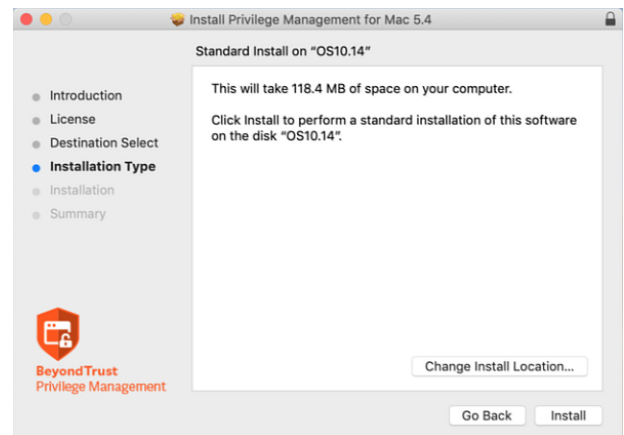 Install Privilege Management for Mac 5.4
Standard Install on “OS10.14”
Introduction
License
Destination Select
Installation Type
Installation
Summary
This will take 118.4 MB of space on your computer.
Click Install to perform a standard installation of this software
on the disk “OS10.14”.
BeyondTrust
Privilege Management
Change Install Location...
Go Back
Install